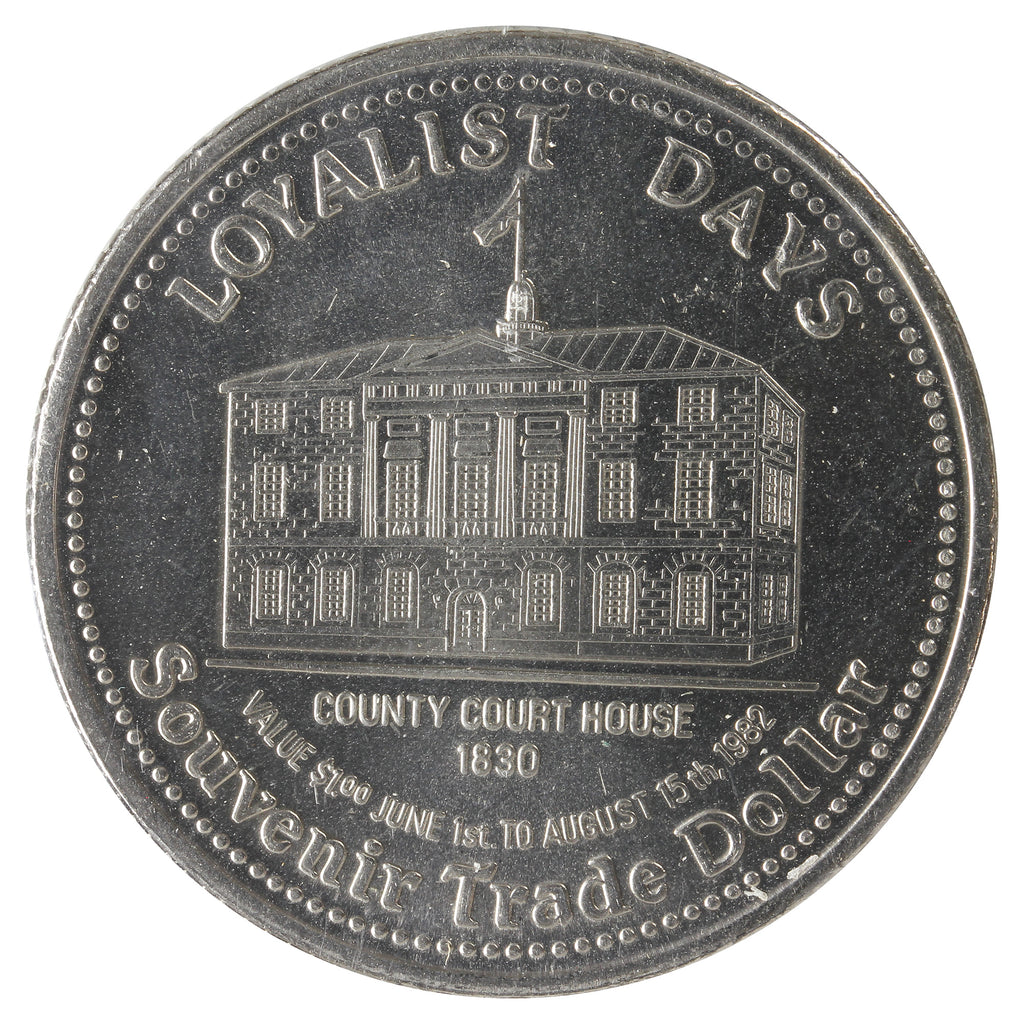 LOYALIST DAYS
COUNTY COURT HOUSE
1830
VALUE $1.00 JUNE 1st. TO AUGUST 15th, 1982
Souvenir Trade Dollar